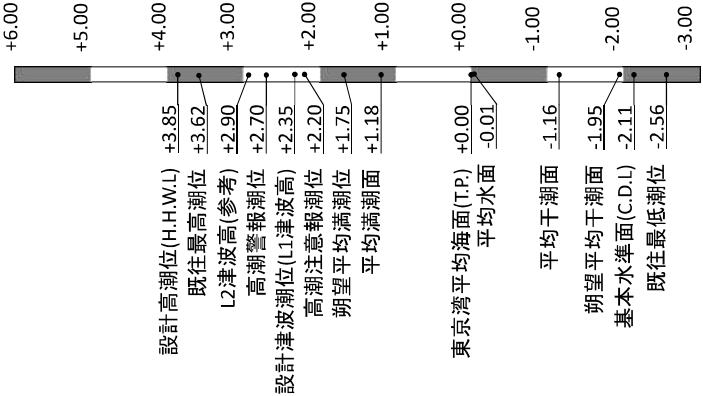 +6.00
+5.00
+4.00
+3.00
+2.00
+1.00
+0.00
-1.00
-2.00
-3.00
設計高潮位(H.H.W.L) +3.85
既往最高潮位 +3.62
L2津波高(参考) +2.90
高潮警報潮位 +2.70
設計津波潮位(L1津波高) +2.35
高潮注意報潮位 +2.20
朔望平均満潮位 +1.75
平均満潮面 +1.18
東京湾平均海面(T.P.) +0.00
平均水面 -0.01
平均干潮面 -1.16
朔望平均干潮面 -1.95
基本水準面(C.D.L) -2.11
既往最低潮位 -2.56